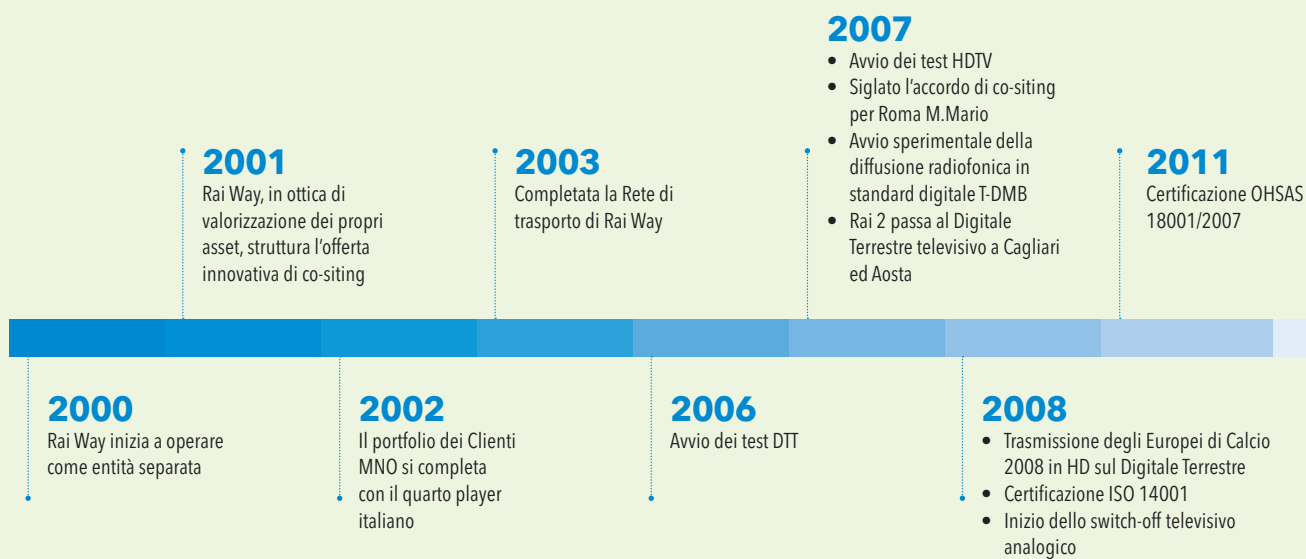 2007
• Avvio dei test HDTV
• Siglato l'accordo di co-siting
per Roma M.Mario
• Avvio sperimentale della
diffusione radiofonica in
standard digitale T-DMB
• Rai 2 passa al Digitale
Terrestre televisivo a Cagliari
ed Aosta
2001
Rai Way, in ottica di
valorizzazione dei propri
asset, struttura l'offerta
innovativa di co-siting
2003
Completata la Rete di
trasporto di Rai Way
2011
Certificazione OHSAS
18001/2007
2000
Rai Way inizia a operare
come entità separata
2002
Il portfolio dei Clienti
MNO si completa
con il quarto player
italiano
2006
Avvio dei test DTT
2008
• Trasmissione degli Europei di Calcio
2008 in HD sul Digitale Terrestre
• Certificazione ISO 14001
• Inizio dello switch-off televisivo
analogico